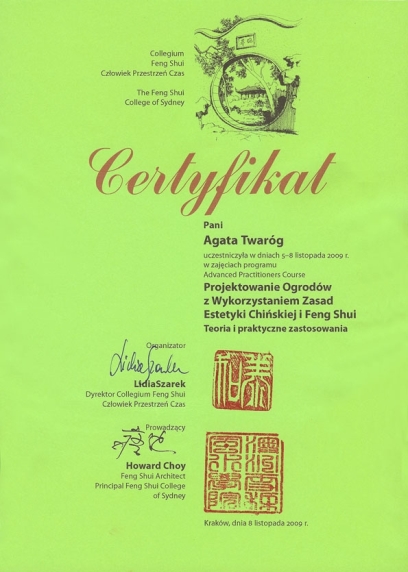 Collegium
Feng Shui
Człowiek Przestrzeń Czas
The Feng Shui
College of Sydney
Certyfikat
Pani
Agata Twaróg
uczestniczyła w dniach 5–8 listopada 2009 r.
w zajęciach programu
Advanced Practitioners Course
Projektowanie Ogrodów
z Wykorzystaniem Zasad
Estetyki Chińskiej i Feng Shui
Teoria i praktyczne zastosowania
Organizator
Lidia Szarek
LidiaSzarek
Dyrektor Collegium Feng Shui
Człowiek Przestrzeń Czas
Prowadzący
Howard Choy
Feng Shui Architect
Principal Feng Shui College
of Sydney
Kraków, dnia 8 listopada 2009 r.